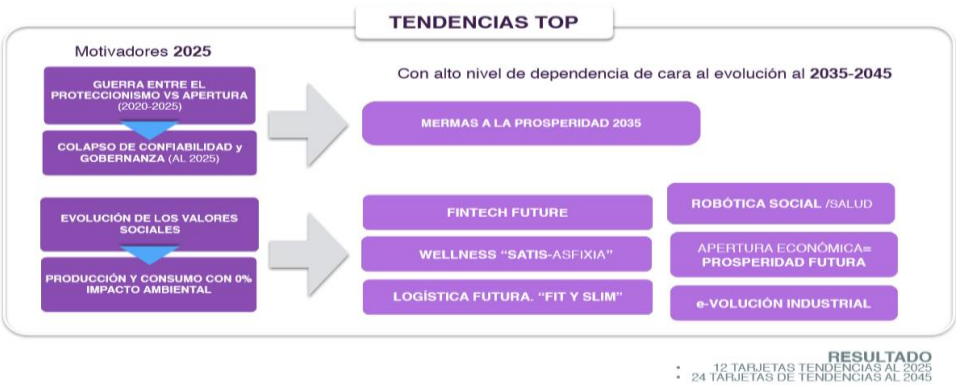 TENDENCIAS TOP
Motivadores 2025
GUERRA ENTRE EL
PROTECCIONISMO VS APERTURA
(2020-2025)
COLAPSO DE CONFIABILIDAD y
GOBERNANZA (AL 2025)
Con alto nivel de dependencia de cara al evolución al 2035-2045
MERMAS A LA PROSPERIDAD 2035
EVOLUCIÓN DE LOS VALORES
SOCIALES
PRODUCCIÓN Y CONSUMO CON 0%
IMPACTO AMBIENTAL
FINTECH FUTURE
WELLNESS “SATIS-ASFIXIA”
LOGÍSTICA FUTURA. “FIT Y SLIM”
ROBÓTICA SOCIAL /SALUD
APERTURA ECONÓMICA=
PROSPERIDAD FUTURA
e-VOLUCIÓN INDUSTRIAL
RESULTADO
• 12 TARJETAS TENDENCIAS AL 2025
• 24 TARJETAS DE TENDENCIAS AL 2045